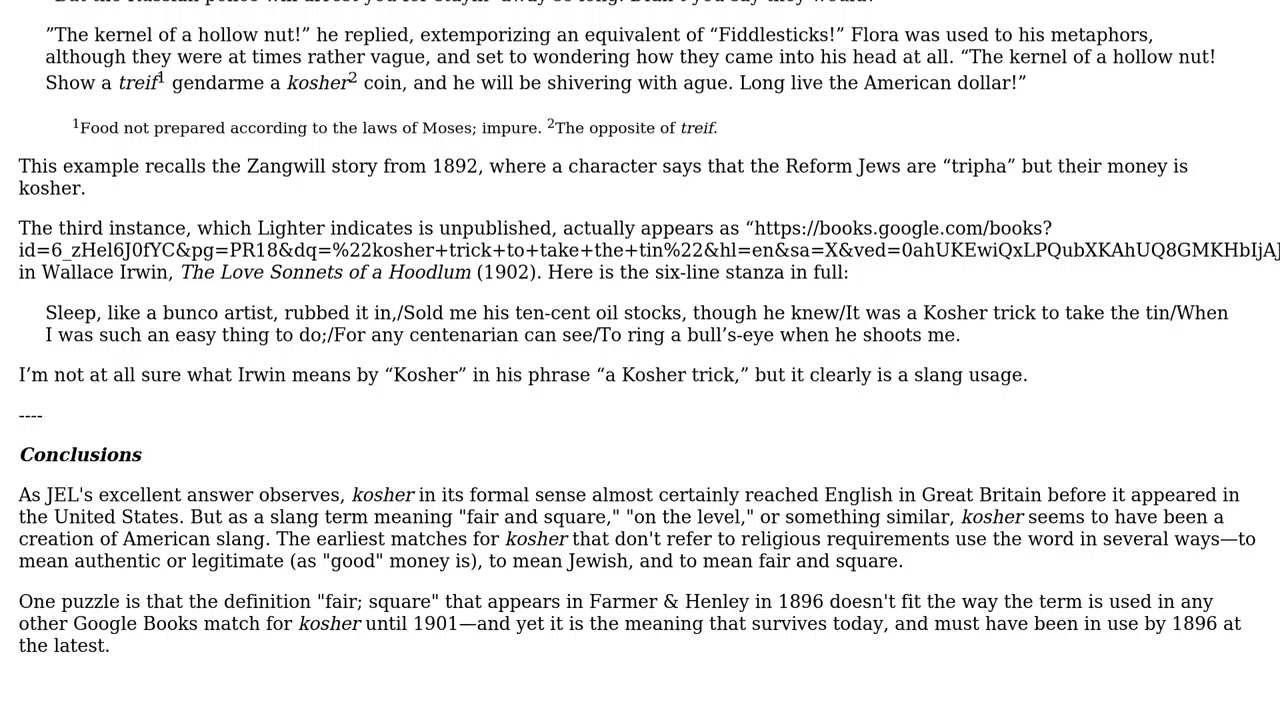 ”The kernel of a hollow nut!” he replied, extemporizing an equivalent of “Fiddlesticks!” Flora was used to his metaphors,
although they were at times rather vague, and set to wondering how they came into his head at all. “The kernel of a hollow nut!
Show a treif1 gendarme a kosher2 coin, and he will be shivering with ague. Long live the American dollar!”
1Food not prepared according to the laws of Moses; impure. 2The opposite of treif.
This example recalls the Zangwill story from 1892, where a character says that the Reform Jews are “tripha” but their money is
kosher.
The third instance, which Lighter indicates is unpublished, actually appears as “https://books.google.com/books?
id=6_zHel6J0fYC&pg=PR18&dq=%22kosher+trick+to+take+the+tin%22&hl=en&sa=X&ved=0ahUKEwiQxLPQubXKAhUQ8GMKHbIjAJ
in Wallace Irwin, The Love Sonnets of a Hoodlum (1902). Here is the six-line stanza in full:
Sleep, like a bunco artist, rubbed it in,/Sold me his ten-cent oil stocks, though he knew/It was a Kosher trick to take the tin/When
I was such an easy thing to do;/For any centenarian can see/To ring a bull’s-eye when he shoots me.
I’m not at all sure what Irwin means by “Kosher” in his phrase “a Kosher trick,” but it clearly is a slang usage.
----
Conclusions
As JEL's excellent answer observes, kosher in its formal sense almost certainly reached English in Great Britain before it appeared in
the United States. But as a slang term meaning "fair and square," "on the level," or something similar, kosher seems to have been a
creation of American slang. The earliest matches for kosher that don't refer to religious requirements use the word in several ways—to
mean authentic or legitimate (as "good" money is), to mean Jewish, and to mean fair and square.
One puzzle is that the definition "fair; square" that appears in Farmer & Henley in 1896 doesn't fit the way the term is used in any
other Google Books match for kosher until 1901—and yet it is the meaning that survives today, and must have been in use by 1896 at
the latest.